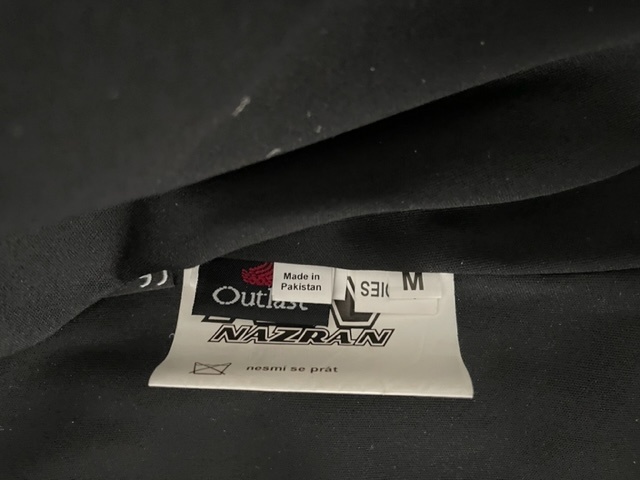 Made in
Pakistan
M
Outlast
NAZRAN
nesmí se prát